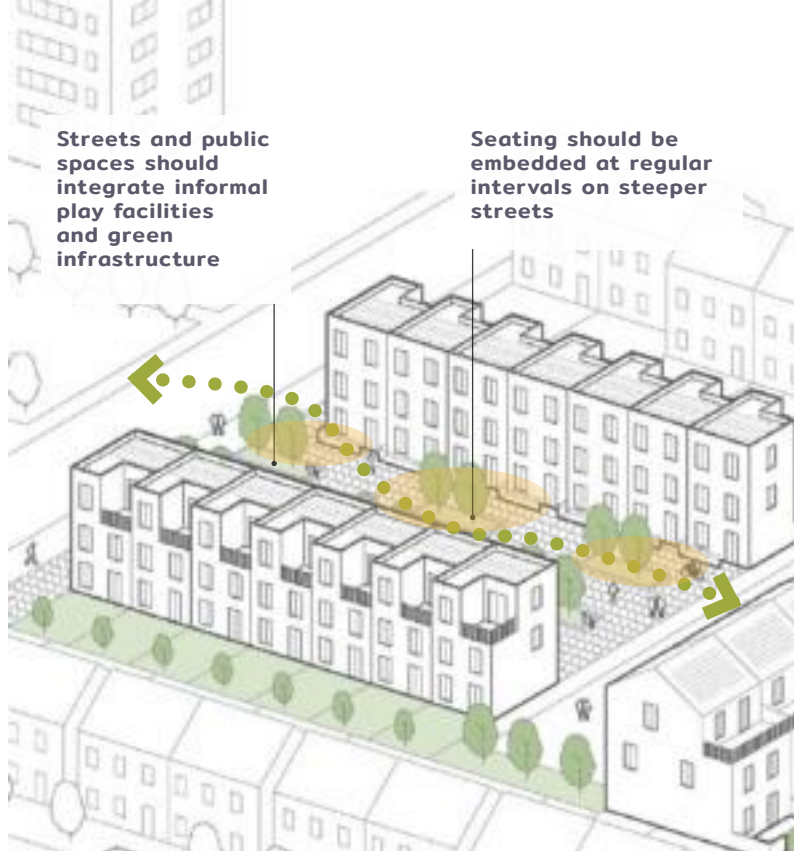 Streets and public
spaces should
integrate informal
play facilities
and green
infrastructure
Seating should be
embedded at regular
intervals on steeper
streets